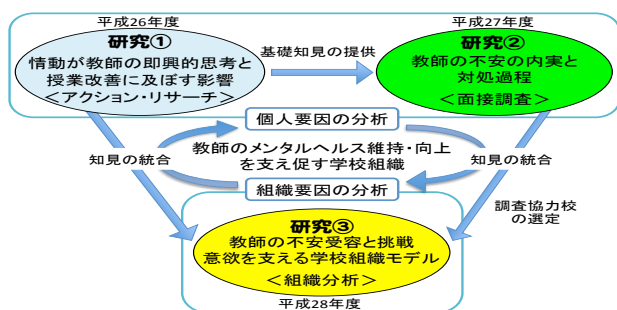 平成26年度
平成27年度
研究①
情動が教師の即興的思考と
授業改善に及ぼす影響
＜アクション・リサーチ＞
基礎知見の提供
研究②
教師の不安の内実と
対処過程
＜面接調査＞
個人要因の分析
知見の統合
教師のメンタルヘルス維持・向上
を支え促す学校組織
知見の統合
組織要因の分析
調査協力校
の選定
研究③
教師の不安受容と挑戦
意欲を支える学校組織モデル
＜組織分析＞
平成28年度